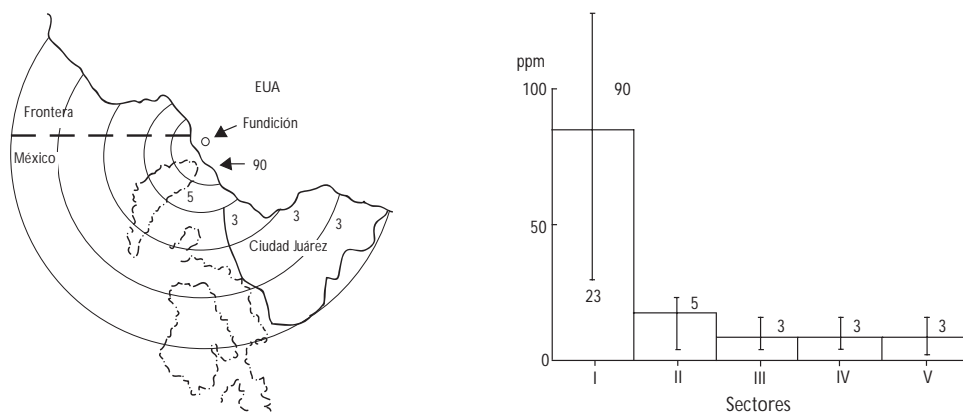 EUA
Frontera
Fundición
México
90
5
3
3
3
Ciudad Juárez
ppm
100
50
0
90
23
5
3
3
3
I
II
III
IV
V
Sectores